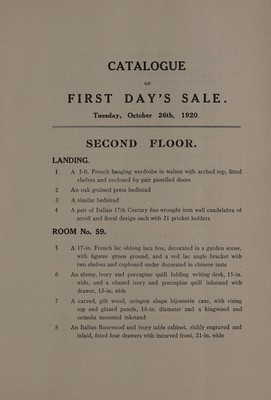 CATALOGUE
OF
FIRST DAY'S SALE.
Tuesday, October 26th, 1920.
SECOND FLOOR.
LANDING.
1 A 5-ft. French hanging wardrobe in walnut with arched top, fitted
shelves and enclosed by pair panelled doors
2 An oak grained press bedstead
3 A similar bedstead
4 A pair of Italian 17th Century fine wrought iron wall candelabra of
scroll and floral design each with 21 pricket holders
ROOM No. 59.
5 A 17-in. French lac oblong lace box, decorated in a garden scene,
with figures green ground, and a red lac angle bracket with
two shelves and cupboard under decorated in chinese taste
6 An ebony, ivory and porcupine quill folding writing desk, 15-in.
wide, and a chased ivory and porcupine quill inkstand with
drawer, 13-in. wide
7 A carved, gilt wood, octagon shape bijouterie case, with rising
top and glazed panels, 16-in. diameter and a kingwood and
ormolu mounted inkstand
8 An Italian Rosewood and ivory table cabinet, richly engraved and
inlaid, fitted four drawers with incurved front, 21-in. wide